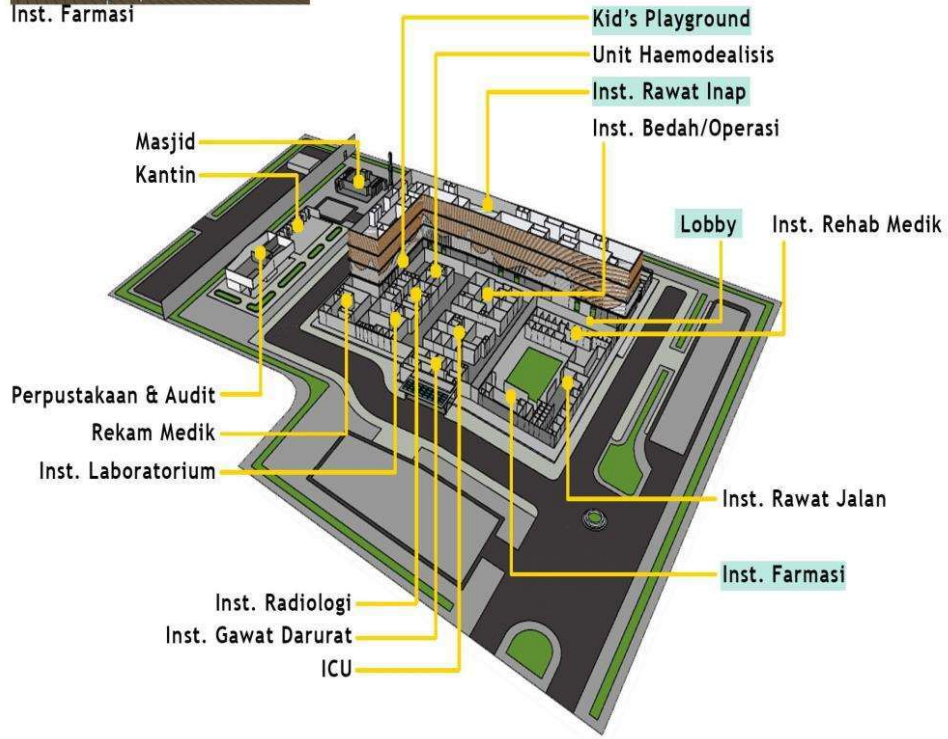 Inst. Farmasi
Kid's Playground
Unit Haemodealisis
Inst. Rawat Inap
Inst. Bedah/Operasi
Masjid
Kantin
Lobby
Inst. Rehab Medik
Perpustakaan & Audit
Rekam Medik
Inst. Laboratorium
Inst. Rawat Jalan
Inst. Farmasi
Inst. Radiologi
Inst. Gawat Darurat
ICU